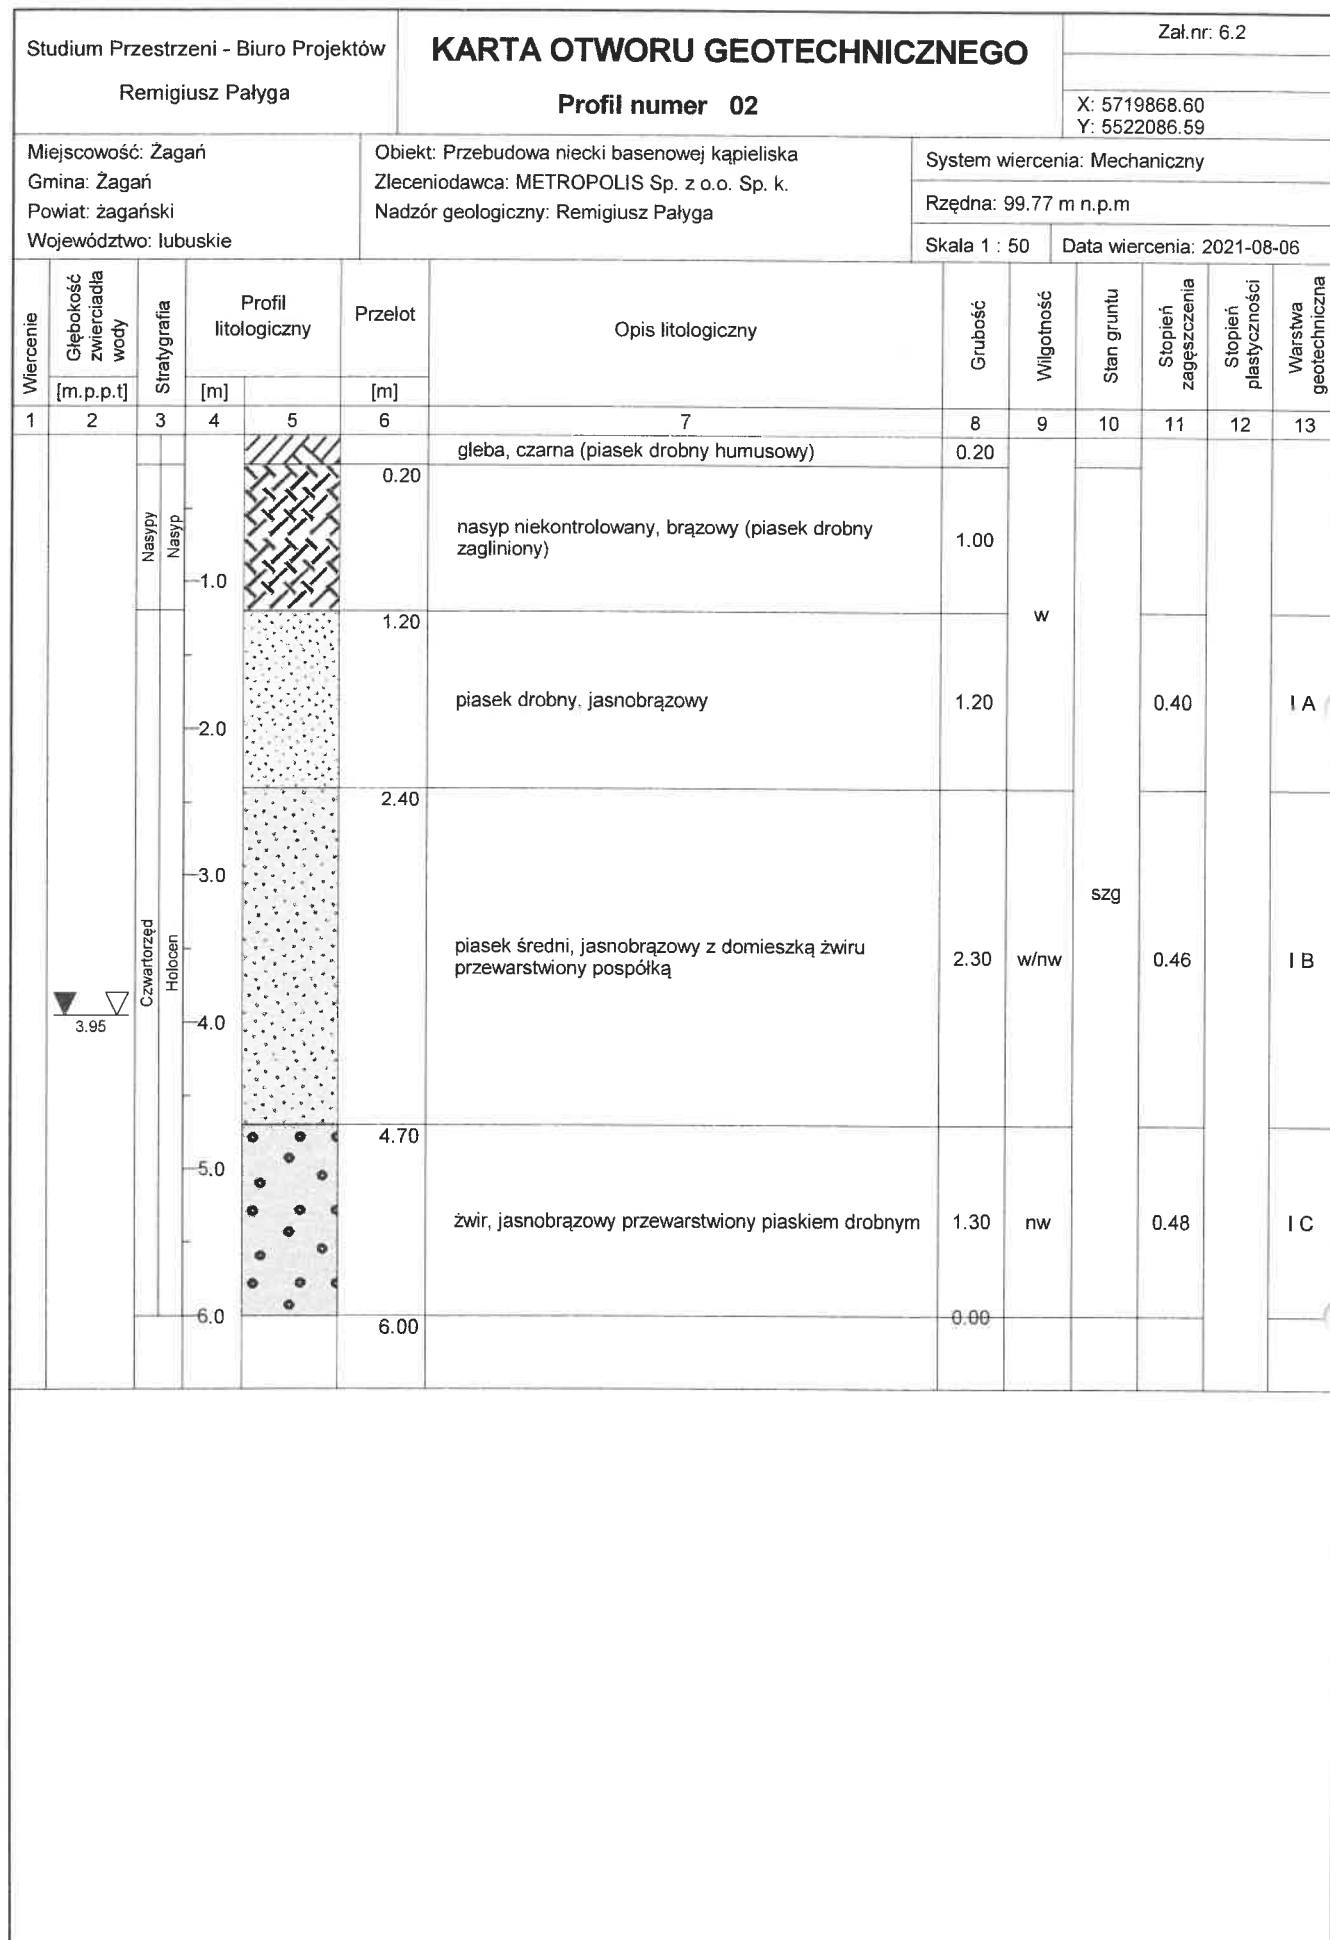 Studium Przestrzeni - Biuro Projektów
Remigiusz Pałyga
KARTA OTWORU GEOTECHNICZNEGO
Profil numer 02
Zał.nr: 6.2
X: 5719868.60
Y: 5522086.59
Miejscowość: Żagań
Gmina: Żagań
Powiat: żagański
Województwo: lubuskie
Obiekt: Przebudowa niecki basenowej kąpieliska
Zleceniodawca: METROPOLIS Sp. z o.o. Sp. k.
Nadzór geologiczny: Remigiusz Pałyga
System wiercenia: Mechaniczny
Rzędna: 99.77 m n.p.m
Skala 1 : 50
Data wiercenia: 2021-08-06
Wiercenie
Głębokość
zwierciadła
wody
[m.p.p.t]
Stratygrafia
Profil
litologiczny
[m]
Przelot
[m]
Opis litologiczny
Grubość
Wilgotność
Stan gruntu
Stopień
zagęszczenia
Stopień
plastyczności
Warstwa
geotechniczna
1 2 3 4 5 6 7 8 9 10 11 12 13
gleba, czarna (piasek drobny humusowy)
0.20
0.20
Nasypy
Nasyp
nasyp niekontrolowany, brązowy (piasek drobny
zagliniony)
1.00
1.0
1.20
w
piasek drobny, jasnobrązowy
1.20
0.40
I A
2.0
2.40
3.0
szg
Czwartorzęd
Holocen
piasek średni, jasnobrązowy z domieszką żwiru
przewarstwiony pospółką
2.30
w/nw
0.46
I B
3.95
4.0
4.70
5.0
żwir, jasnobrązowy przewarstwiony piaskiem drobnym
1.30
nw
0.48
I C
6.0
6.00
0.00